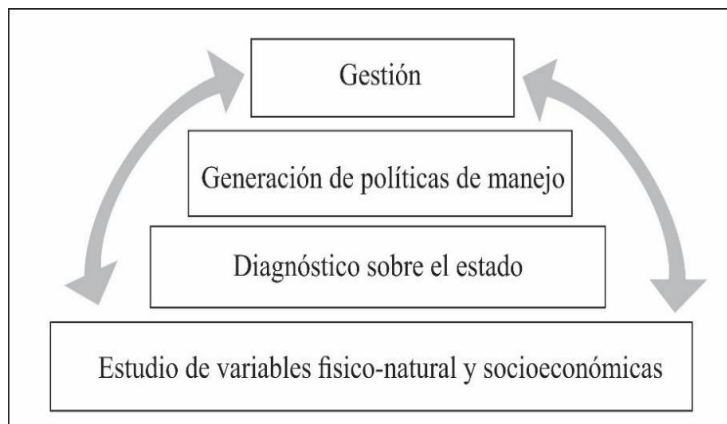 Gestión
Generación de políticas de manejo
Diagnóstico sobre el estado
Estudio de variables fisico-natural y socioeconómicas